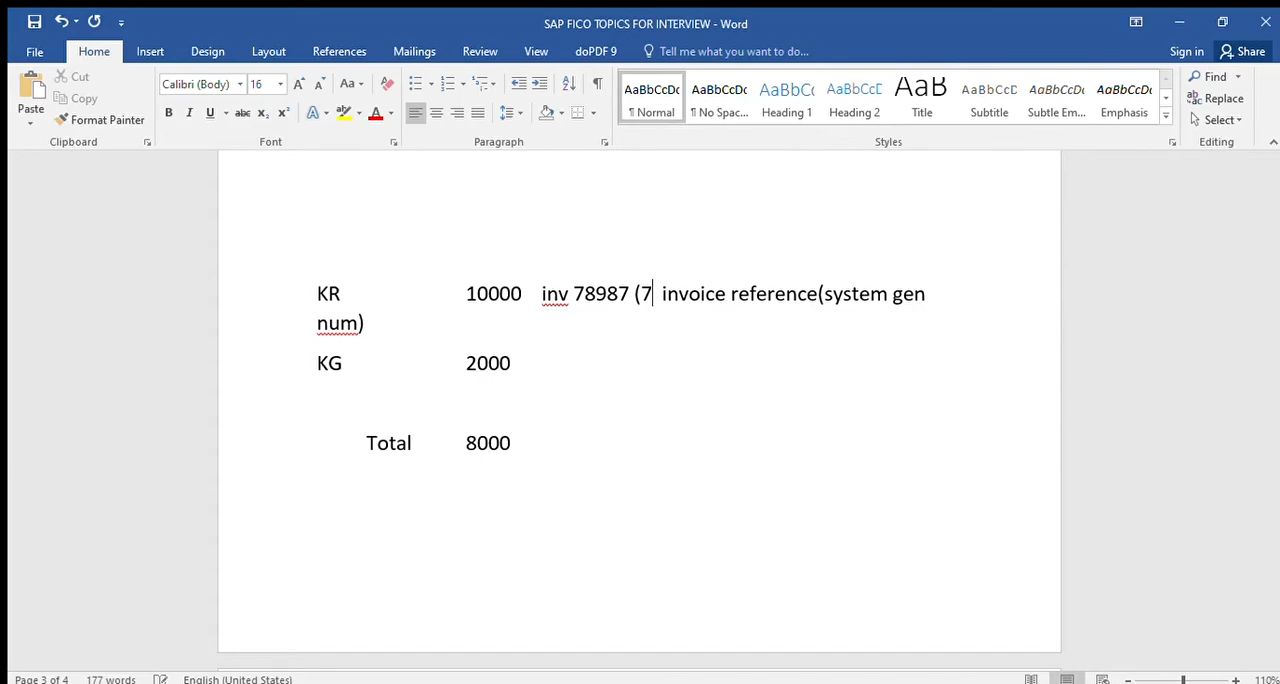 SAP FICO TOPICS FOR INTERVIEW - Word
File Home Insert Design Layout References Mailings Review View doPDF 9 Tell me what you want to do... Sign in Share
Paste
Cut
Copy
Format Painter
Clipboard
Calibri (Body) 16
Font
Paragraph
AaBbCcDc AaBbCcDc AaBbCc AaBbCcC AaB AaBbCcC AaBbCcDc AaBbCcDc
¶ Normal ¶ No Spac... Heading 1 Heading 2 Title Subtitle Subtle Em... Emphasis
Styles
Find
Replace
Select
Editing
KR 10000 inv 78987 (7 invoice reference(system gen
num)
KG 2000
Total 8000
Page 3 of 4 177 words English (United States) 110%